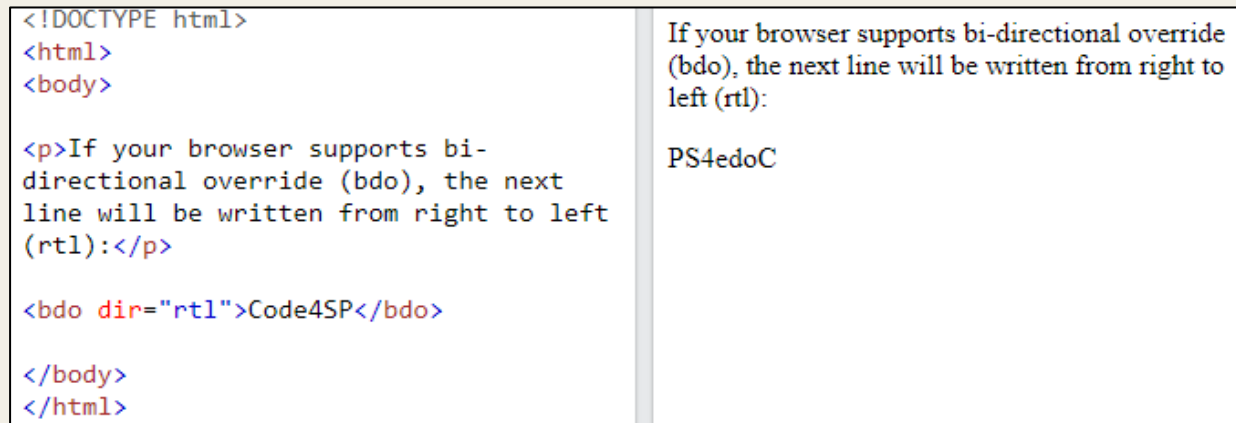 <!DOCTYPE html>
<html>
<body>
<p>If your browser supports bi-
directional override (bdo), the next
line will be written from right to left
(rtl):</p>
<bdo dir="rtl">Code4SP</bdo>
</body>
</html>
If your browser supports bi-directional override
(bdo), the next line will be written from right to
left (rtl):
PS4edoC